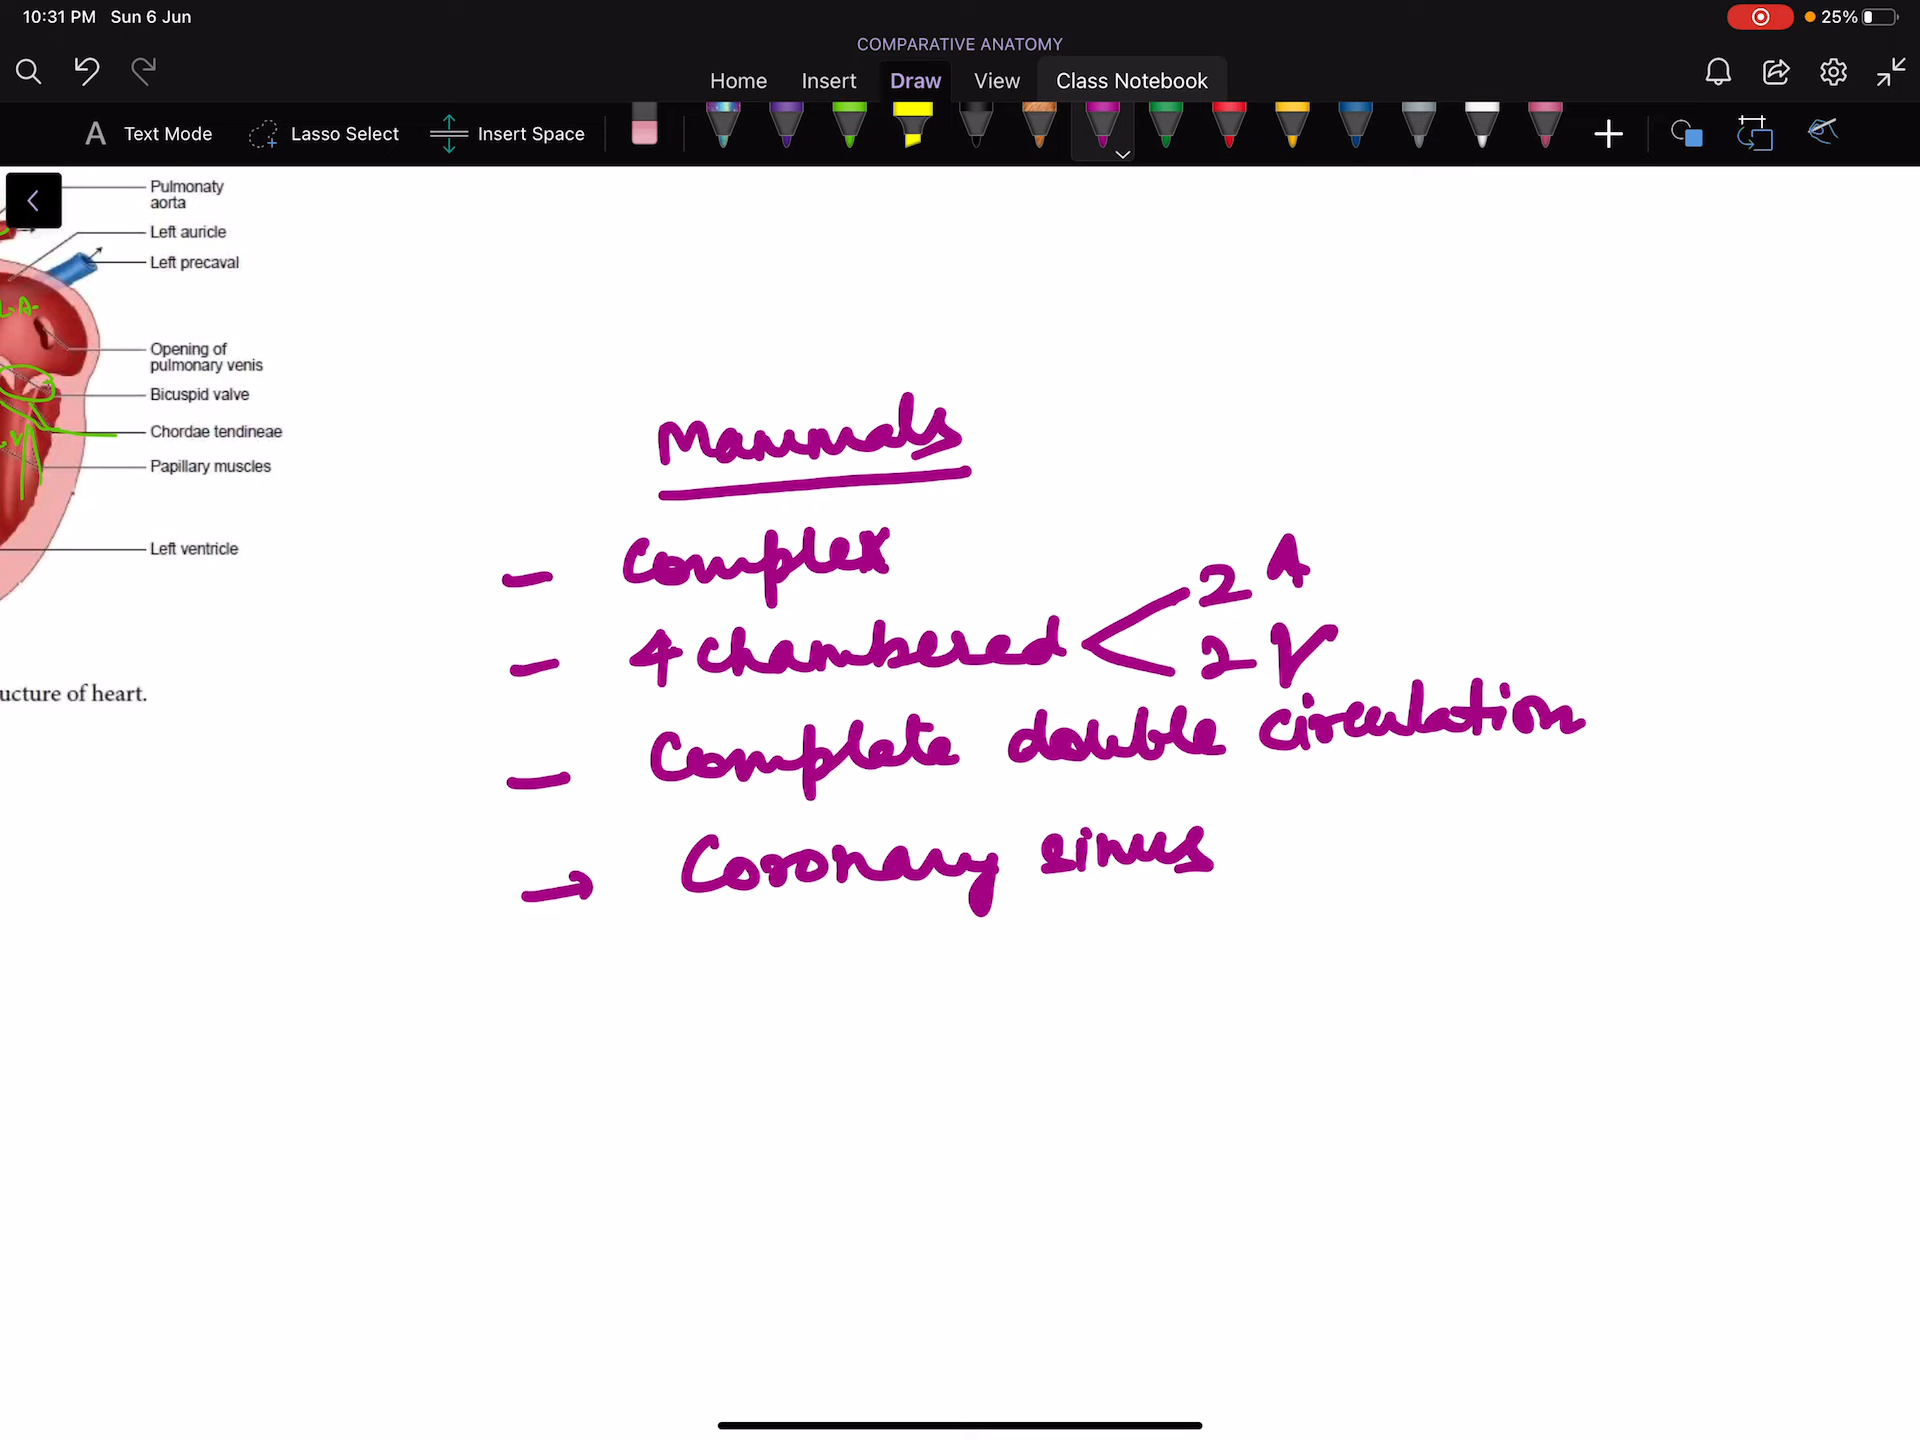 10:31 PM Sun 6 Jun
25%
COMPARATIVE ANATOMY
Home Insert Draw View Class Notebook
A Text Mode Lasso Select Insert Space
Pulmonaty
aorta
Left auricle
Left precaval
L.A.
Opening of
pulmonary venis
Bicuspid valve
Chordae tendineae
Papillary muscles
Left ventricle
ucture of heart.
Mammals
- Complex
- 4 chambered < 2 A
2 V
- Complete double circulation
→ Coronary sinus